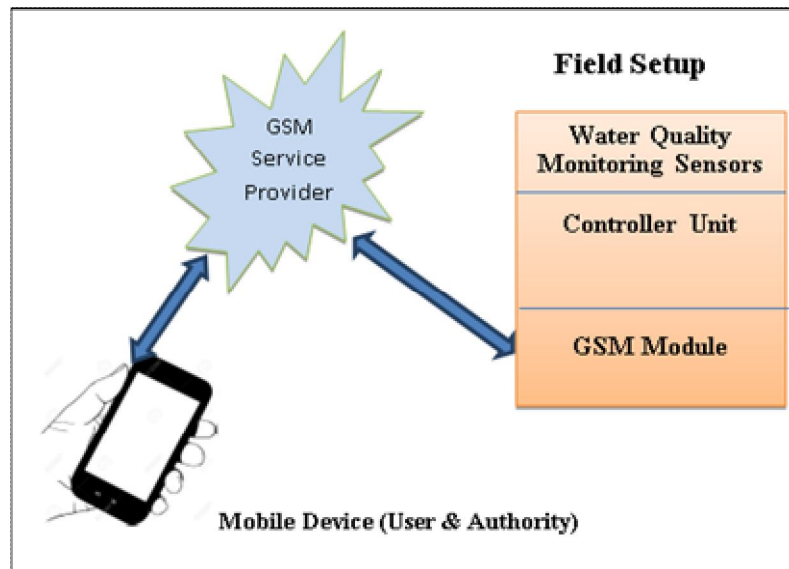 Field Setup
GSM
Service
Provider
Water Quality
Monitoring Sensors
Controller Unit
GSM Module
Mobile Device (User & Authority)